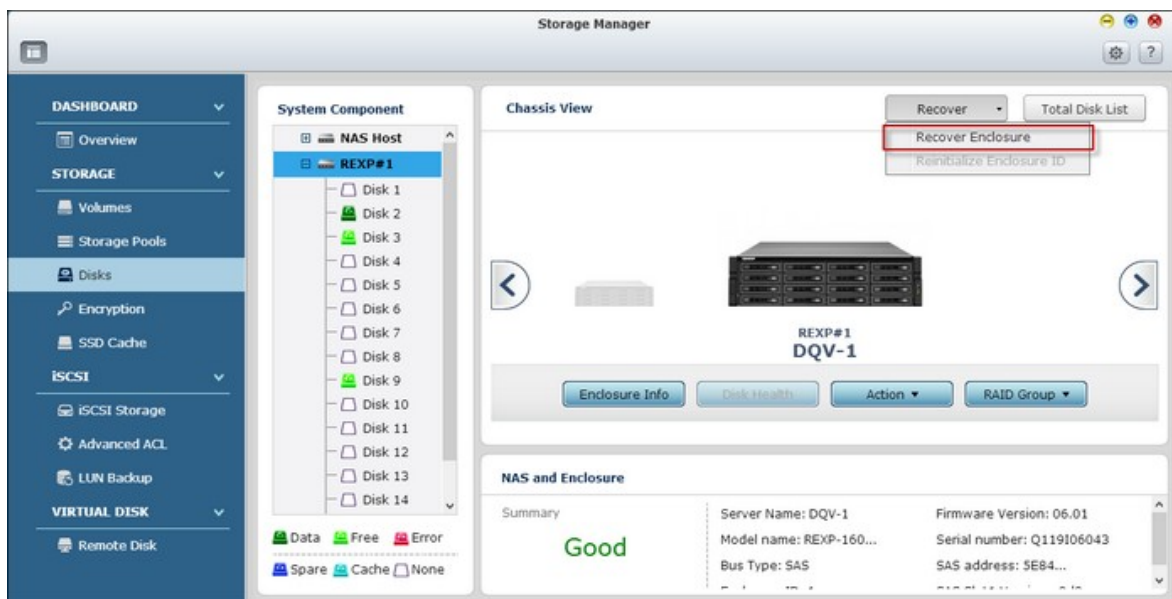 Storage Manager
?
DASHBOARD
Overview
STORAGE
Volumes
Storage Pools
Disks
Encryption
SSD Cache
iSCSI
iSCSI Storage
Advanced ACL
LUN Backup
VIRTUAL DISK
Remote Disk
System Component
NAS Host
REXP#1
Disk 1
Disk 2
Disk 3
Disk 4
Disk 5
Disk 6
Disk 7
Disk 8
Disk 9
Disk 10
Disk 11
Disk 12
Disk 13
Disk 14
Data Free Error
Spare Cache None
Chassis View
Recover
Total Disk List
Recover Enclosure
Reinitialize Enclosure ID
REXP#1
DQV-1
Enclosure Info
Disk Health
Action
RAID Group
NAS and Enclosure
Summary
Good
Server Name: DQV-1
Model name: REXP-160...
Bus Type: SAS
Firmware Version: 06.01
Serial number: Q119I06043
SAS address: 5E84...